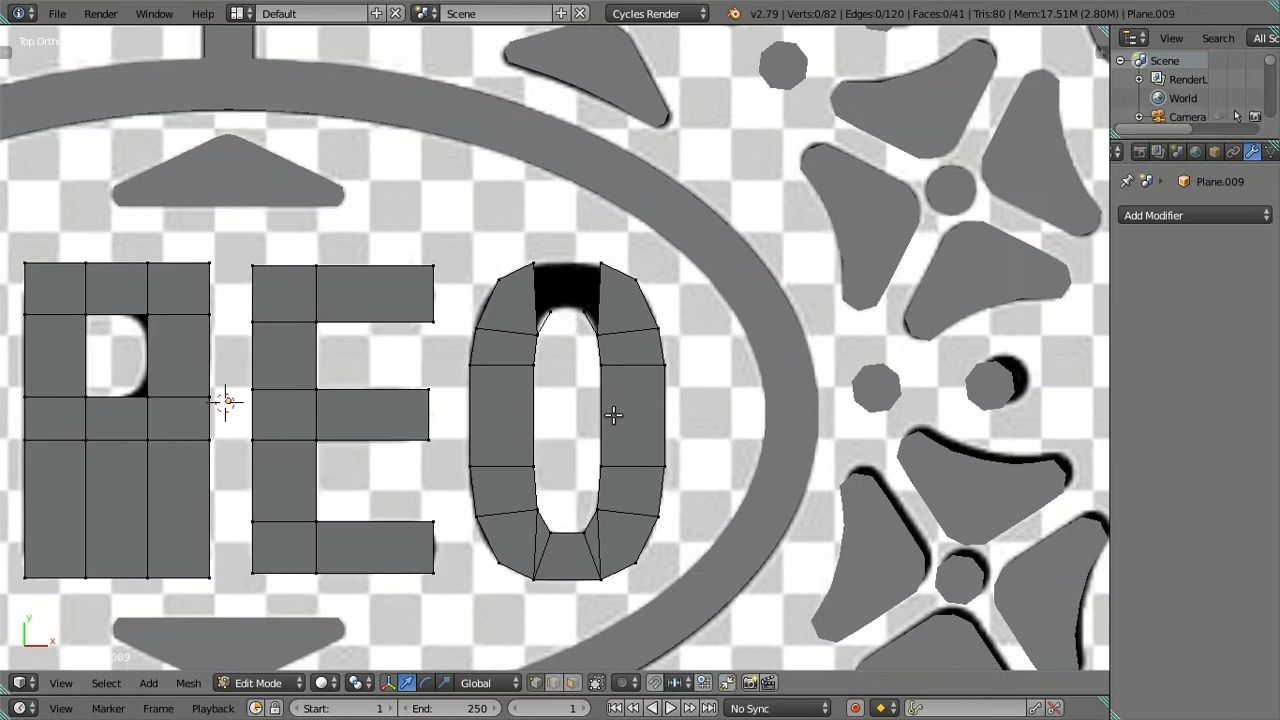 File Render Window Help Default Scene Cycles Render v2.79 | Verts:0/82 | Edges:0/120 | Faces:0/41 | Tris:80 | Mem:17.51M (2.80M) | Plane.009
Top Ortho
View Search All Sc
Scene
RenderL
World
Camera
Plane.009
Add Modifier
REO
y
x
009
View Select Add Mesh Edit Mode Global
View Marker Frame Playback Start: 1 End: 250 1 No Sync